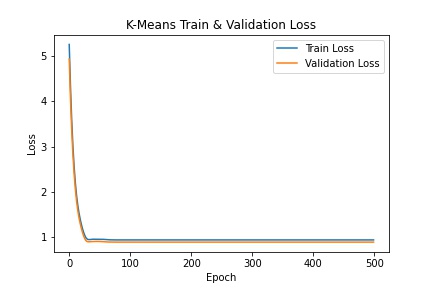 K-Means Train & Validation Loss
Train Loss
Validation Loss
Loss
5
4
3
2
1
0 100 200 300 400 500
Epoch